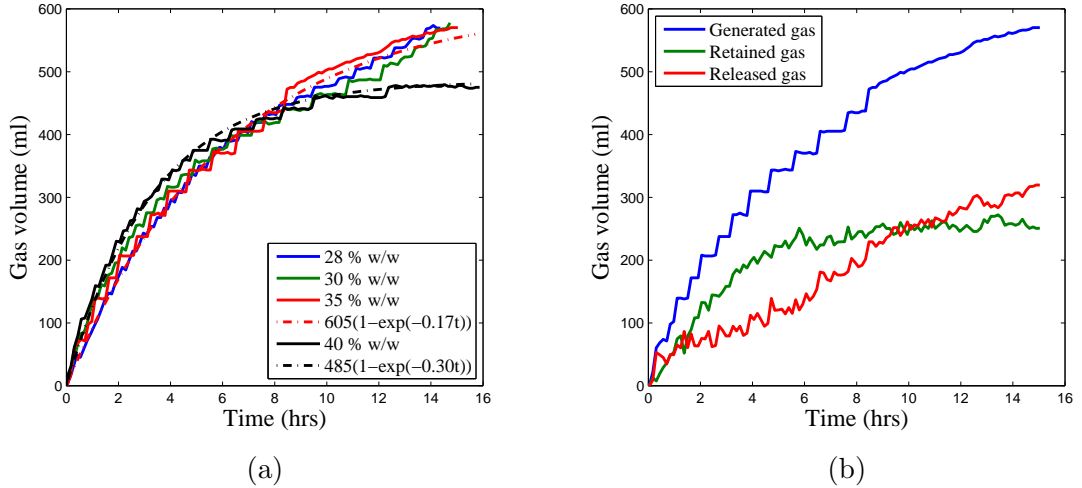 600
500
400
300
200
100
0
Gas volume (ml)
28 % w/w
30 % w/w
35 % w/w
605(1−exp(−0.17t))
40 % w/w
485(1−exp(−0.30t))
0 2 4 6 8 10 12 14 16
Time (hrs)
(a)
600
500
400
300
200
100
0
Gas volume (ml)
Generated gas
Retained gas
Released gas
0 2 4 6 8 10 12 14 16
Time (hrs)
(b)